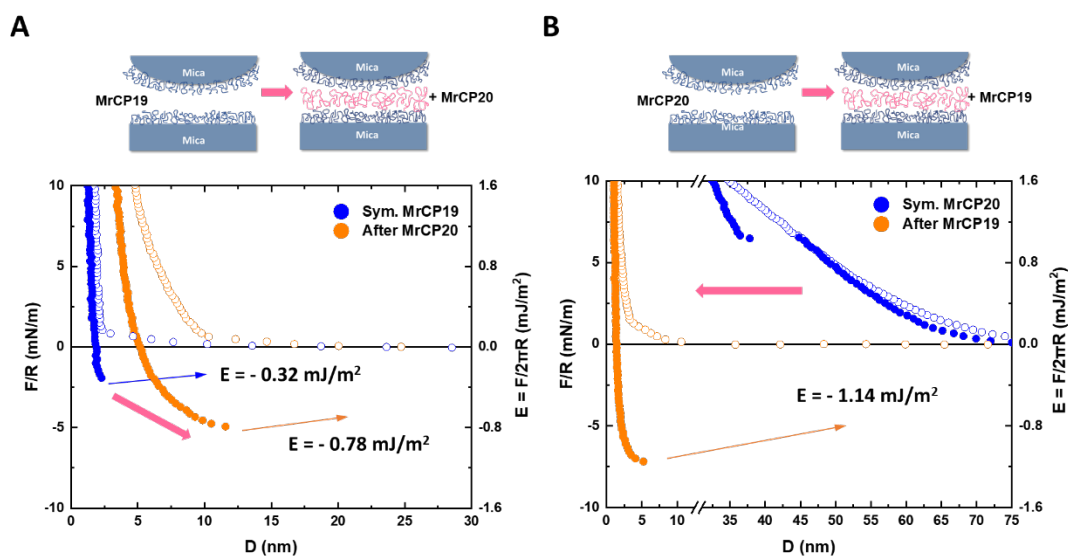 A
Mica
Mica
MrCP19
+ MrCP20
Mica
Mica
10
5
0
-5
-10
F/R (mN/m)
Sym. MrCP19
After MrCP20
E = - 0.32 mJ/m²
E = - 0.78 mJ/m²
1.6
0.8
0.0
-0.8
-1.6
E = F/2πR (mJ/m²)
0 5 10 15 20 25 30
D (nm)
B
Mica
Mica
MrCP20
+ MrCP19
Mica
Mica
10
5
0
-5
-10
F/R (mN/m)
Sym. MrCP20
After MrCP19
E = - 1.14 mJ/m²
1.6
0.8
0.0
-0.8
-1.6
E = F/2πR (mJ/m²)
0 5 10 35 40 45 50 55 60 65 70 75
D (nm)